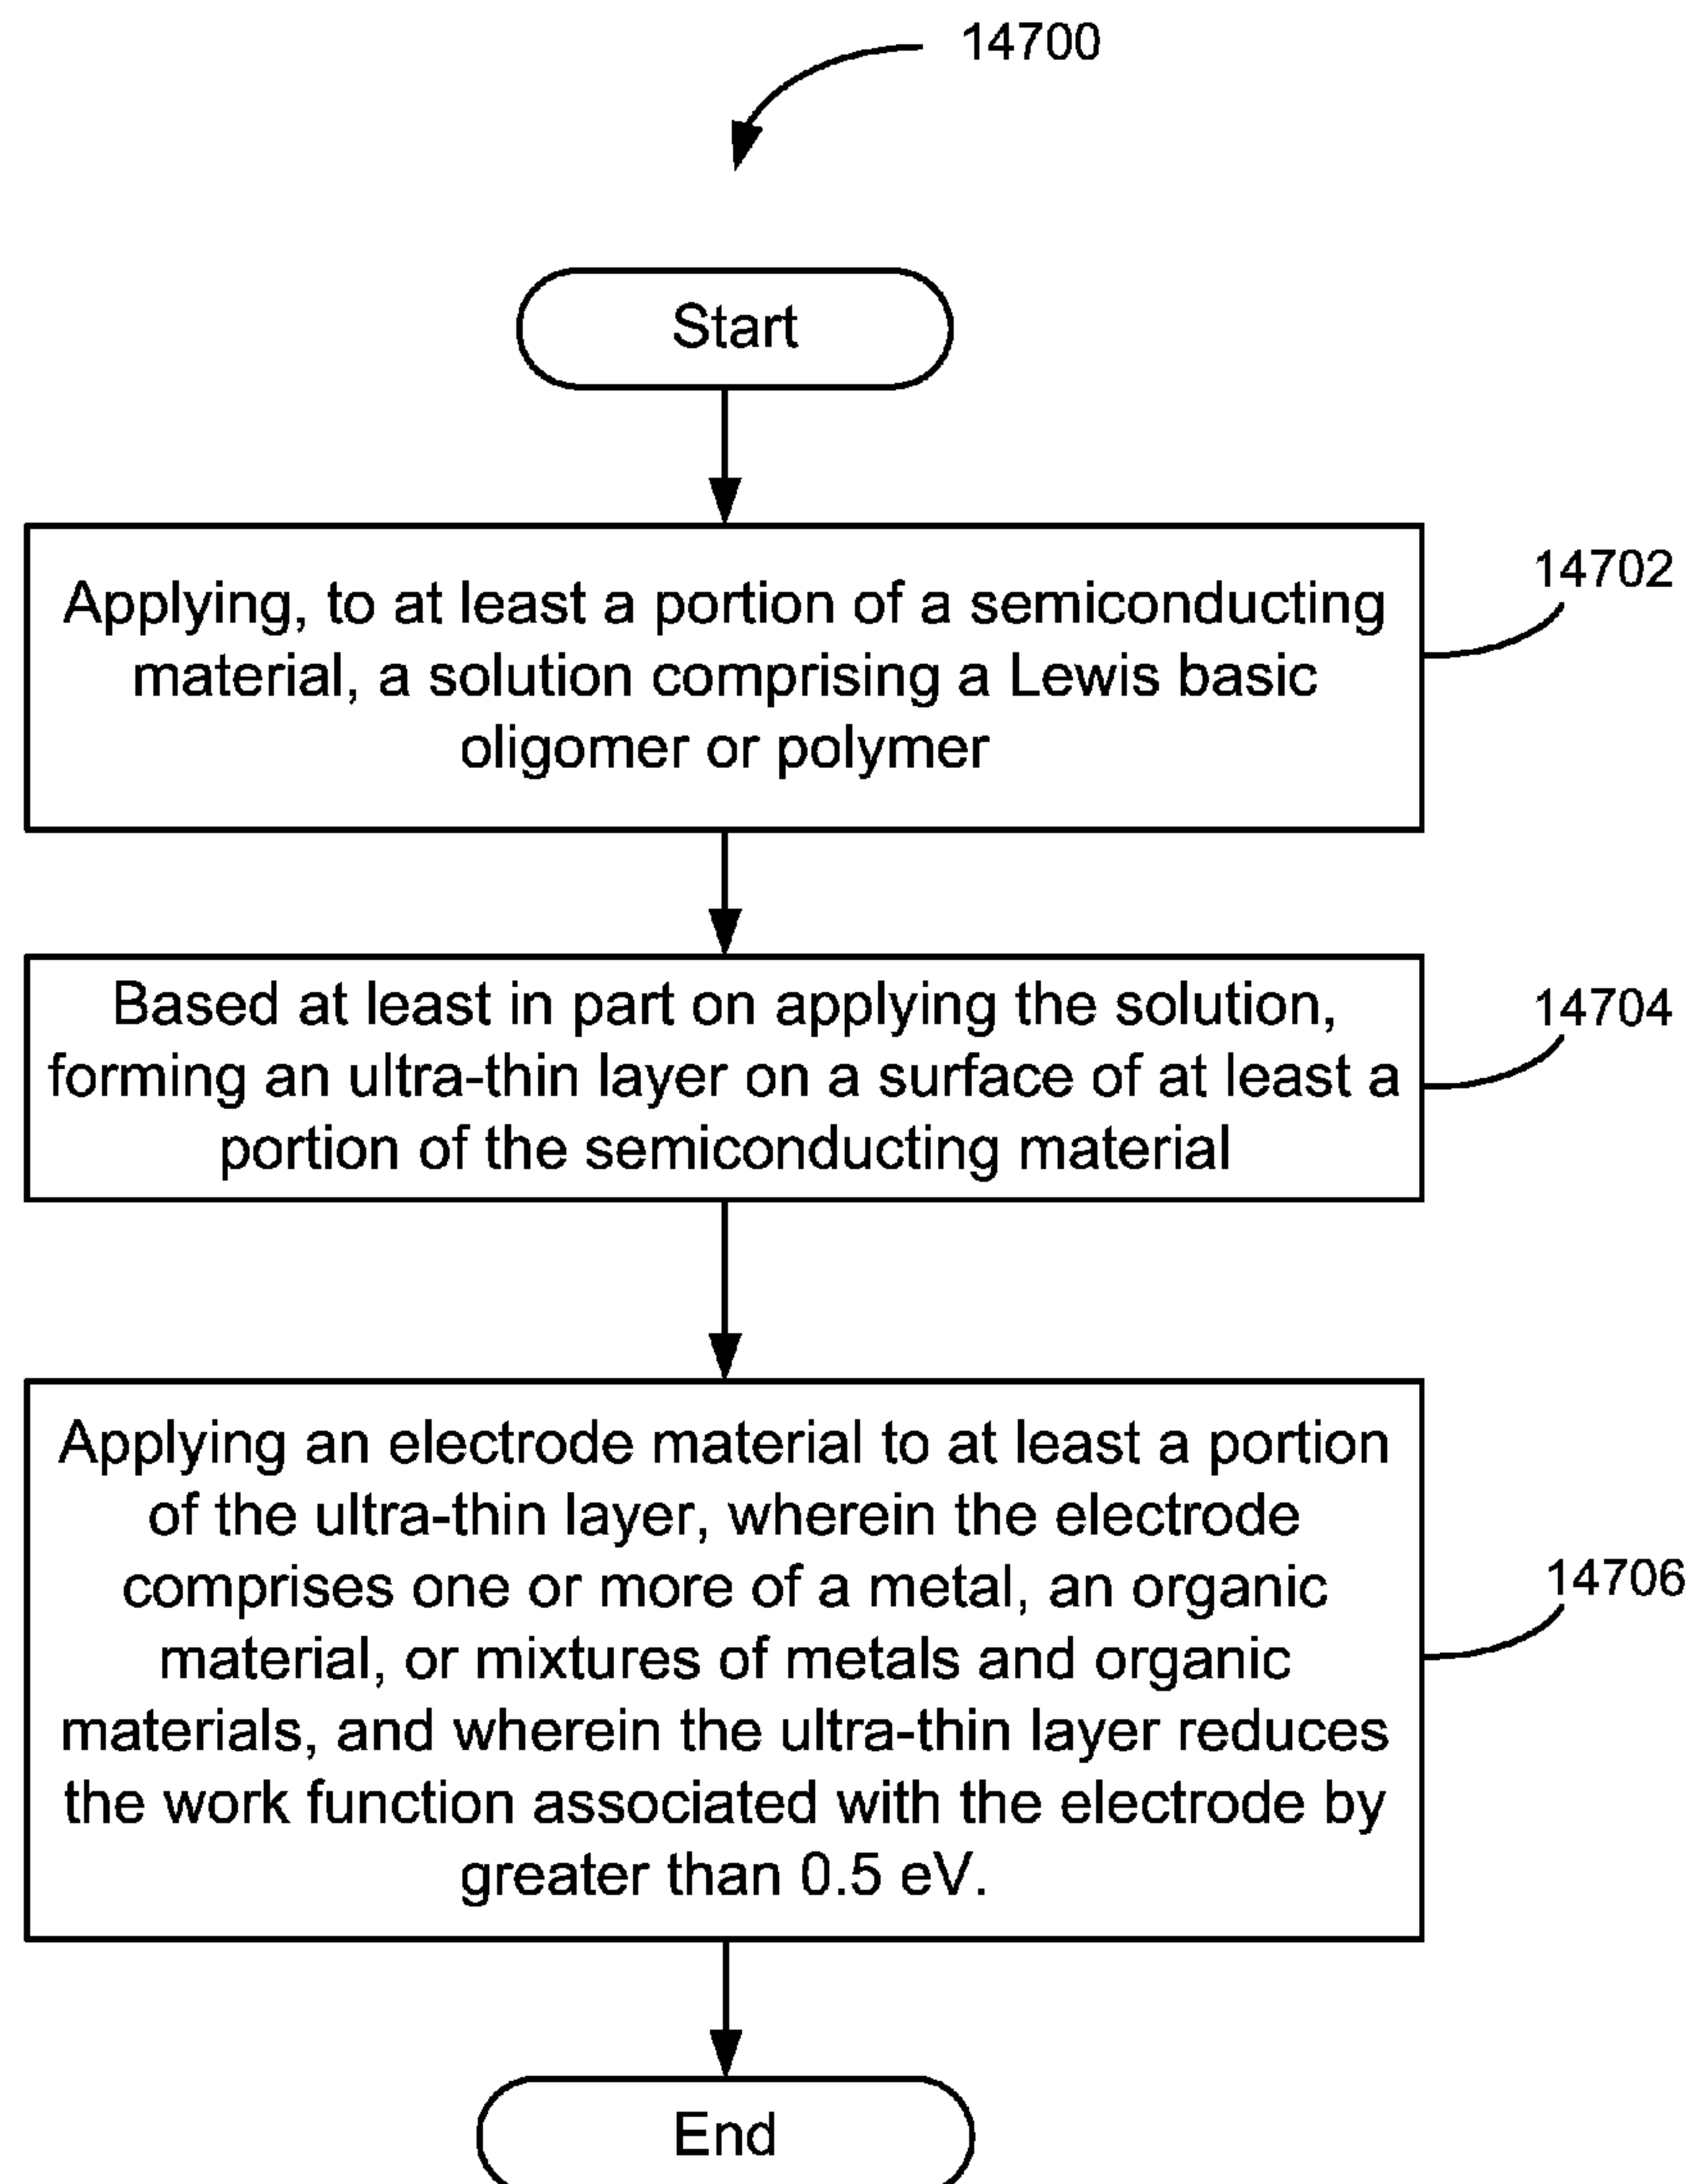 14700
Start
Applying, to at least a portion of a semiconducting
material, a solution comprising a Lewis basic
oligomer or polymer
14702
Based at least in part on applying the solution,
forming an ultra-thin layer on a surface of at least a
portion of the semiconducting material
14704
Applying an electrode material to at least a portion
of the ultra-thin layer, wherein the electrode
comprises one or more of a metal, an organic
material, or mixtures of metals and organic
materials, and wherein the ultra-thin layer reduces
the work function associated with the electrode by
greater than 0.5 eV.
14706
End